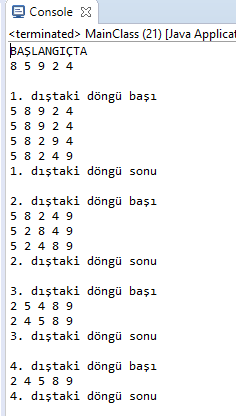 Console
<terminated> MainClass (21) [Java Applicat
BAŞLANGIÇTA
8 5 9 2 4
1. dıştaki döngü başı
5 8 9 2 4
5 8 9 2 4
5 8 2 9 4
5 8 2 4 9
1. dıştaki döngü sonu
2. dıştaki döngü başı
5 8 2 4 9
5 2 8 4 9
5 2 4 8 9
2. dıştaki döngü sonu
3. dıştaki döngü başı
2 5 4 8 9
2 4 5 8 9
3. dıştaki döngü sonu
4. dıştaki döngü başı
2 4 5 8 9
4. dıştaki döngü sonu